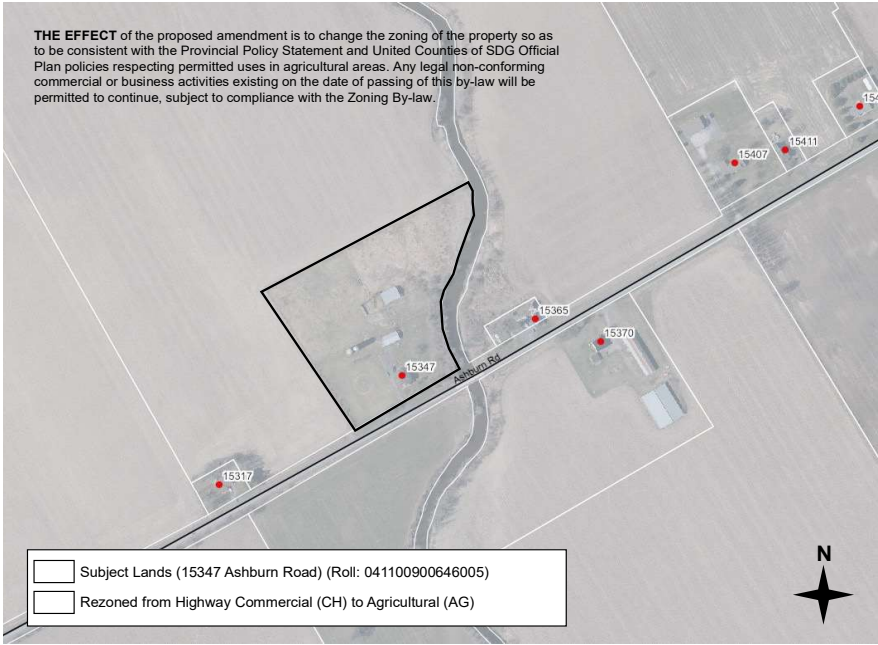 THE EFFECT of the proposed amendment is to change the zoning of the property so as
to be consistent with the Provincial Policy Statement and United Counties of SDG Official
Plan policies respecting permitted uses in agricultural areas. Any legal non-conforming
commercial or business activities existing on the date of passing of this by-law will be
permitted to continue, subject to compliance with the Zoning By-law.
15411
15407
15365
15370
15347
Ashburn Rd
15317
N
Subject Lands (15347 Ashburn Road) (Roll: 041100900646005)
Rezoned from Highway Commercial (CH) to Agricultural (AG)